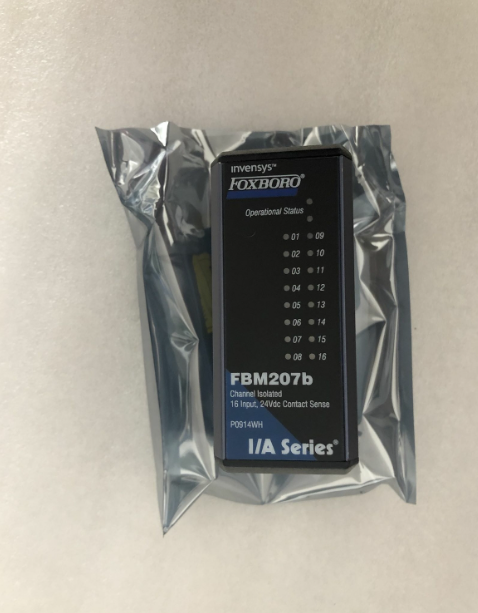 invensys™
FOXBORO®
Operational Status
01 09
02 10
03 11
04 12
05 13
06 14
07 15
08 16
FBM207b
Channel Isolated
16 Input, 24Vdc Contact Sense
P0914WH
I/A Series®